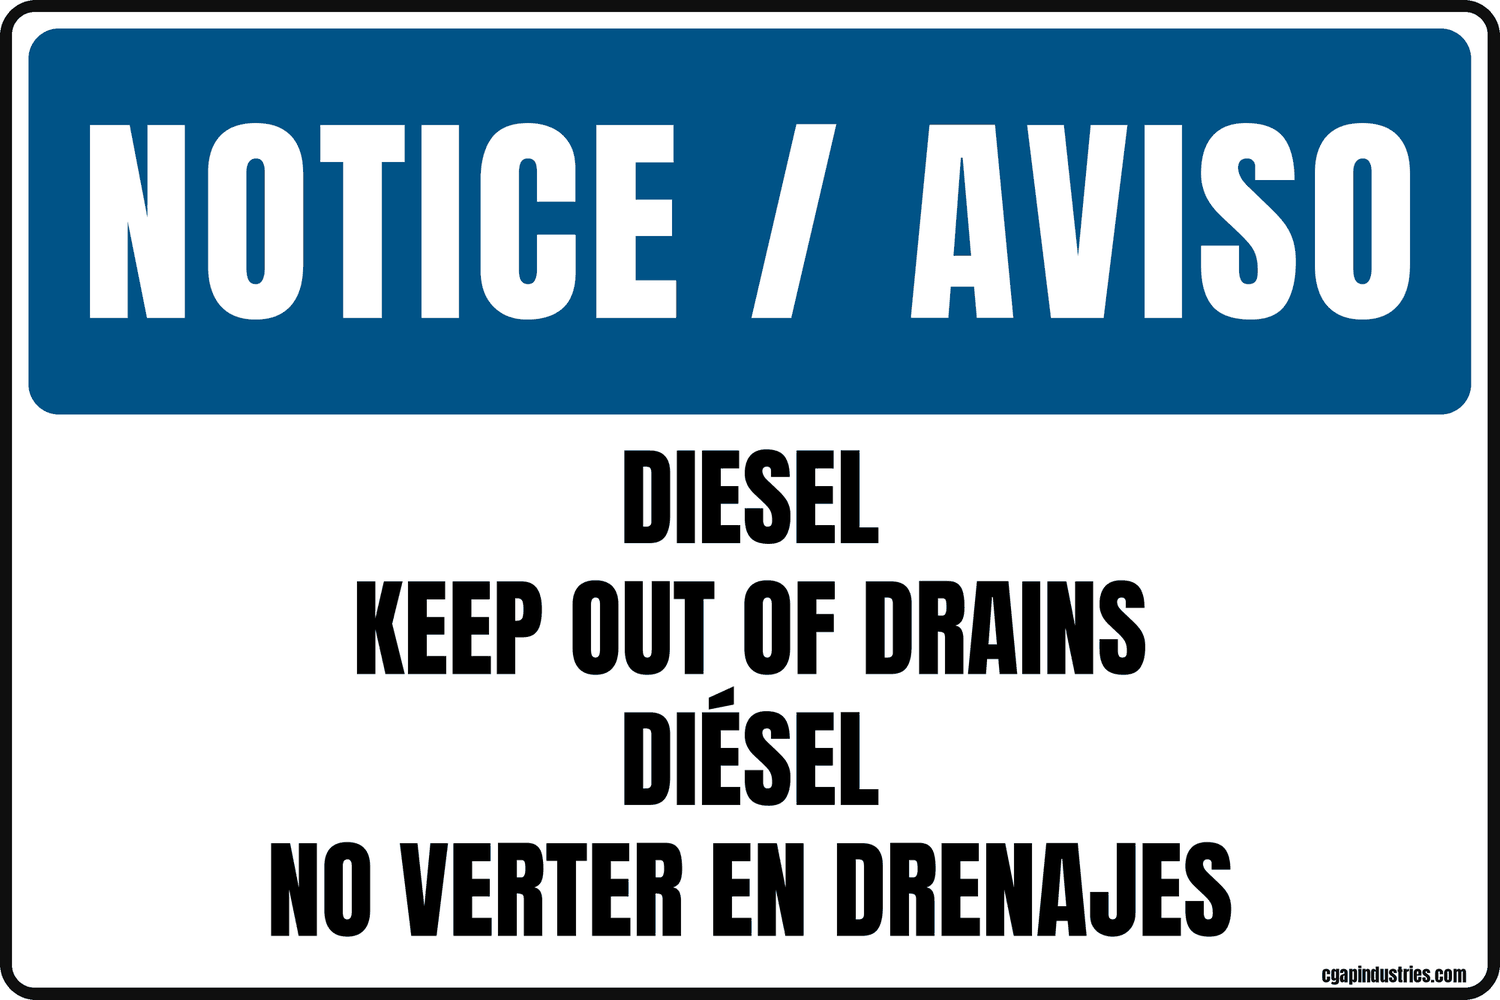 NOTICE / AVISO
DIESEL
KEEP OUT OF DRAINS
DIÉSEL
NO VERTER EN DRENAJES
cgapindustries.com